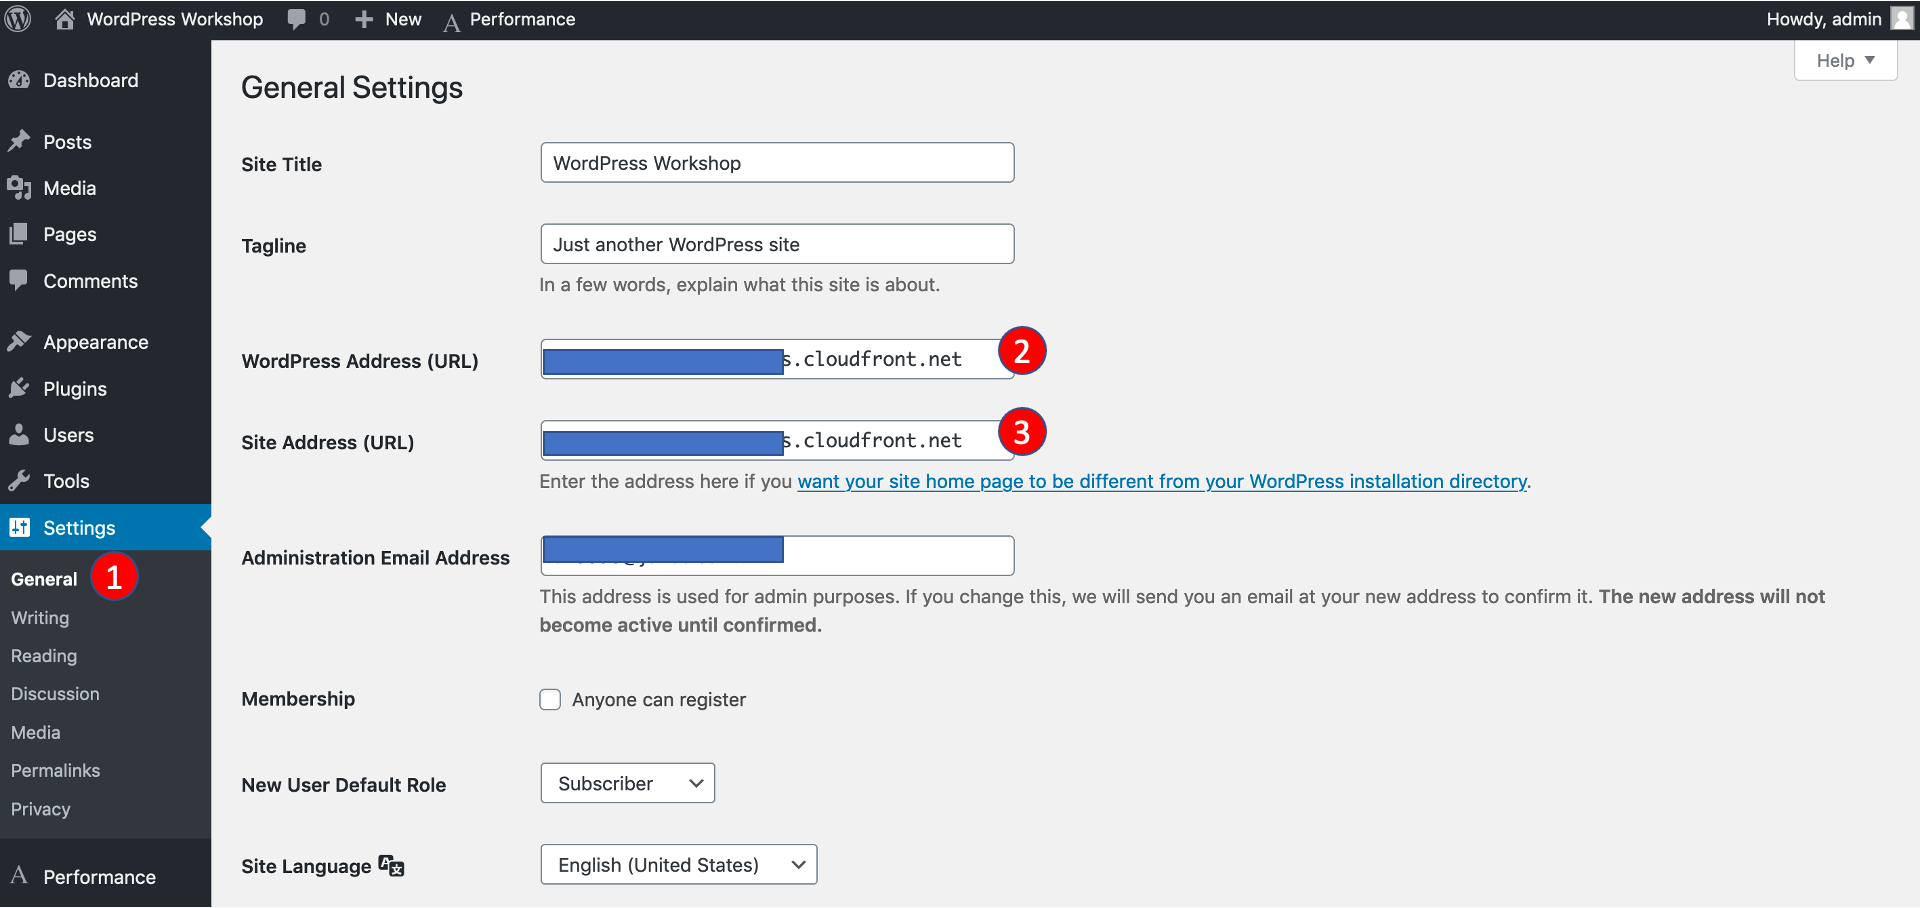 WordPress Workshop 0 New Performance Howdy, admin
Help
Dashboard
Posts
Media
Pages
Comments
Appearance
Plugins
Users
Tools
Settings
General 1
Writing
Reading
Discussion
Media
Permalinks
Privacy
Performance
General Settings
Site Title WordPress Workshop
Tagline Just another WordPress site
In a few words, explain what this site is about.
WordPress Address (URL) s.cloudfront.net 2
Site Address (URL) s.cloudfront.net 3
Enter the address here if you want your site home page to be different from your WordPress installation directory.
Administration Email Address
This address is used for admin purposes. If you change this, we will send you an email at your new address to confirm it. The new address will not
become active until confirmed.
Membership Anyone can register
New User Default Role Subscriber
Site Language English (United States)